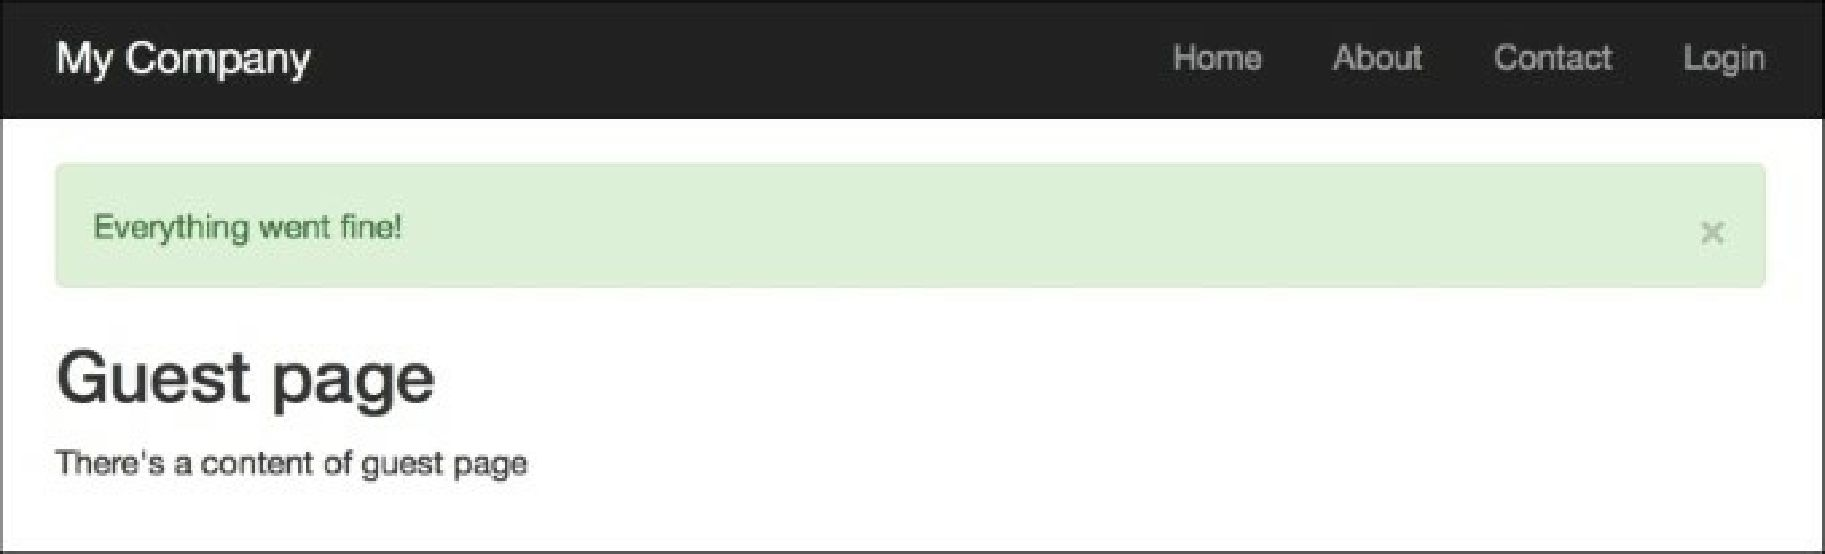 My Company Home About Contact Login
Everything went fine! ×
Guest page
There's a content of guest page